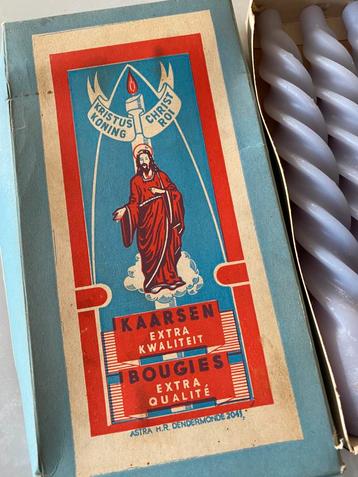 KRISTUS
KONING
CHRIST
ROI
KAARSEN
EXTRA
KWALITEIT
BOUGIES
EXTRA
QUALITÉ
ASTRA H.R. DENDERMONDE 2041